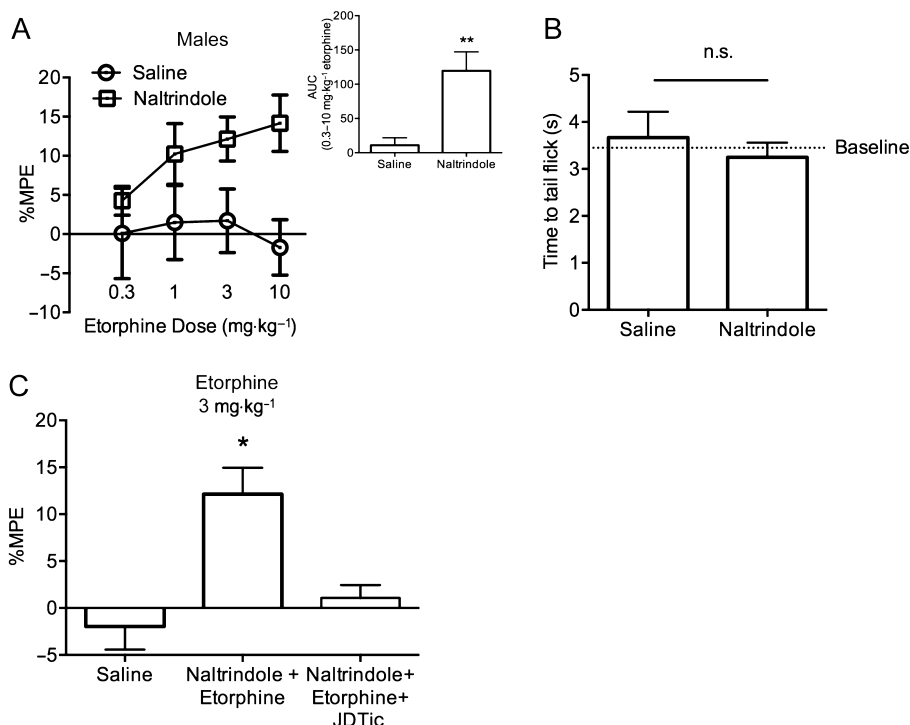 A
Males
Saline
Naltrindole
%MPE
20
15
10
5
0
−5
−10
0.3 1 3 10
Etorphine Dose (mg·kg⁻¹)
AUC
(0.3–10 mg·kg⁻¹ etorphine)
200
150
100
50
0
**
Saline Naltrindole
B
n.s.
Time to tail flick (s)
5
4
3
2
1
0
Baseline
Saline Naltrindole
C
Etorphine
3 mg·kg⁻¹
*
%MPE
20
15
10
5
0
−5
Saline
Naltrindole +
Etorphine
Naltrindole+
Etorphine+
JDTic